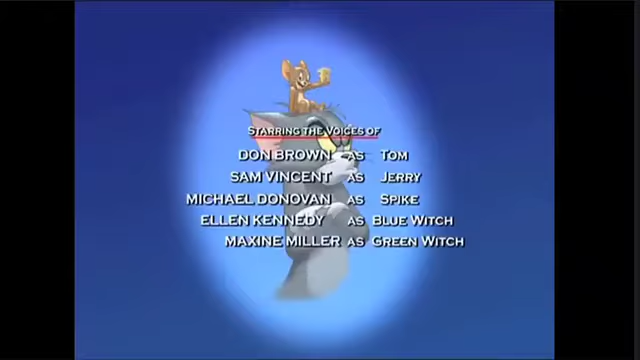 STARRING THE VOICES OF
DON BROWN AS TOM
SAM VINCENT AS JERRY
MICHAEL DONOVAN AS SPIKE
ELLEN KENNEDY AS BLUE WITCH
MAXINE MILLER AS GREEN WITCH